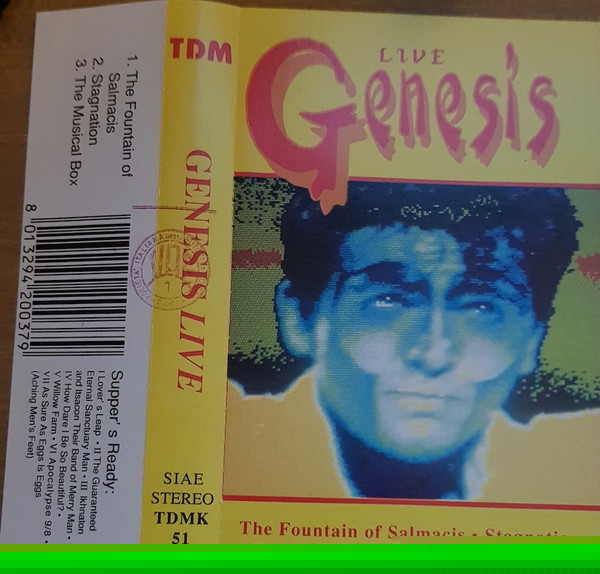 1. The Fountain of
Salmacis
2. Stagnation
3. The Musical Box
8 013294 200379
Supper's Ready:
I Lover's Leap • II The Guaranteed
Eternal Sanctuary Man • III Ikhnaton
and Itsacon Their Band of Merry Man •
IV How Dare I Be So Beautiful? •
V Willow Farm • VI Apocalypse 9/8 •
VII As Sure As Eggs Is Eggs
(Aching Men's Feet)
TDM
GENESIS LIVE
SIAE
STEREO
TDMK
51
LIVE
Genesis
The Fountain of Salmacis •